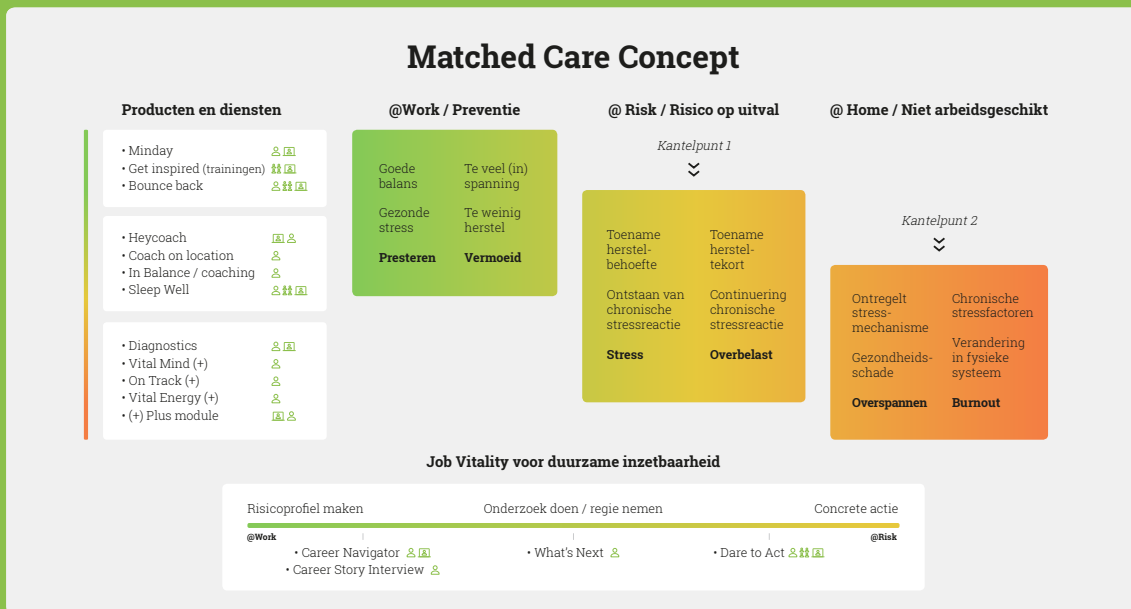 Matched Care Concept
Producten en diensten
• Minday
• Get inspired (trainingen)
• Bounce back
• Heycoach
• Coach on location
• In Balance / coaching
• Sleep Well
• Diagnostics
• Vital Mind (+)
• On Track (+)
• Vital Energy (+)
• (+) Plus module
@Work / Preventie
Goede
balans
Gezonde
stress
Presteren
Te veel (in)
spanning
Te weinig
herstel
Vermoeid
@ Risk / Risico op uitval
Kantelpunt 1
Toename
herstel-
behoefte
Ontstaan van
chronische
stressreactie
Stress
Toename
herstel-
tekort
Continuering
chronische
stressreactie
Overbelast
@ Home / Niet arbeidsgeschikt
Kantelpunt 2
Ontregelt
stress-
mechanisme
Gezondheids-
schade
Overspannen
Chronische
stressfactoren
Verandering
in fysieke
systeem
Burnout
Job Vitality voor duurzame inzetbaarheid
Risicoprofiel maken
Onderzoek doen / regie nemen
Concrete actie
@Work
@Risk
• Career Navigator
• Career Story Interview
• What's Next
• Dare to Act